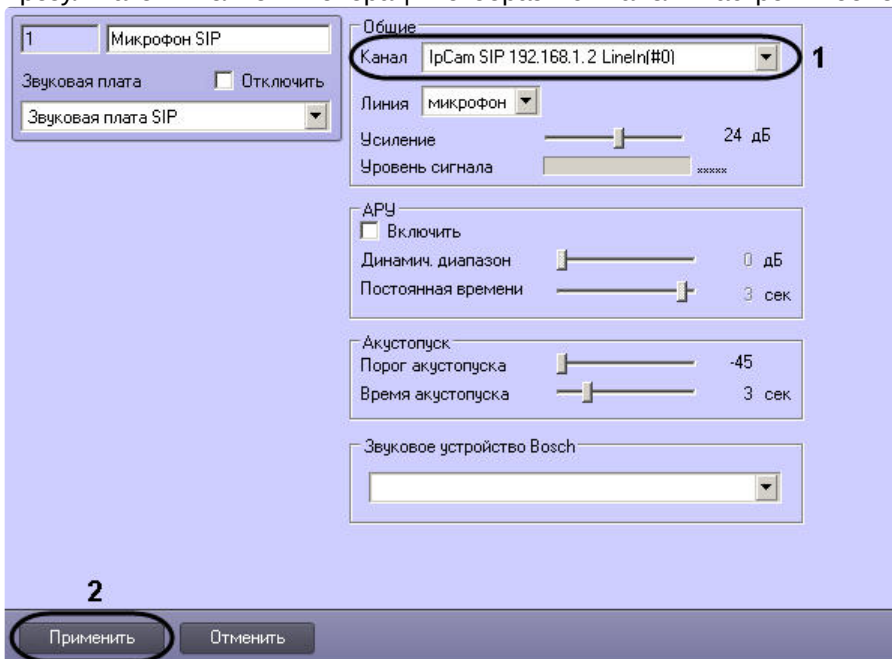 1 Микрофон SIP
Звуковая плата Отключить
Звуковая плата SIP
Общие
Канал IpCam SIP 192.168.1.2 LineIn(#0) 1
Линия микрофон
Усиление 24 дБ
Уровень сигнала xxxxx
АРУ
Включить
Динамич. диапазон 0 дБ
Постоянная времени 3 сек
Акустопуск
Порог акустопуска -45
Время акустопуска 3 сек
Звуковое устройство Bosch
2
Применить Отменить